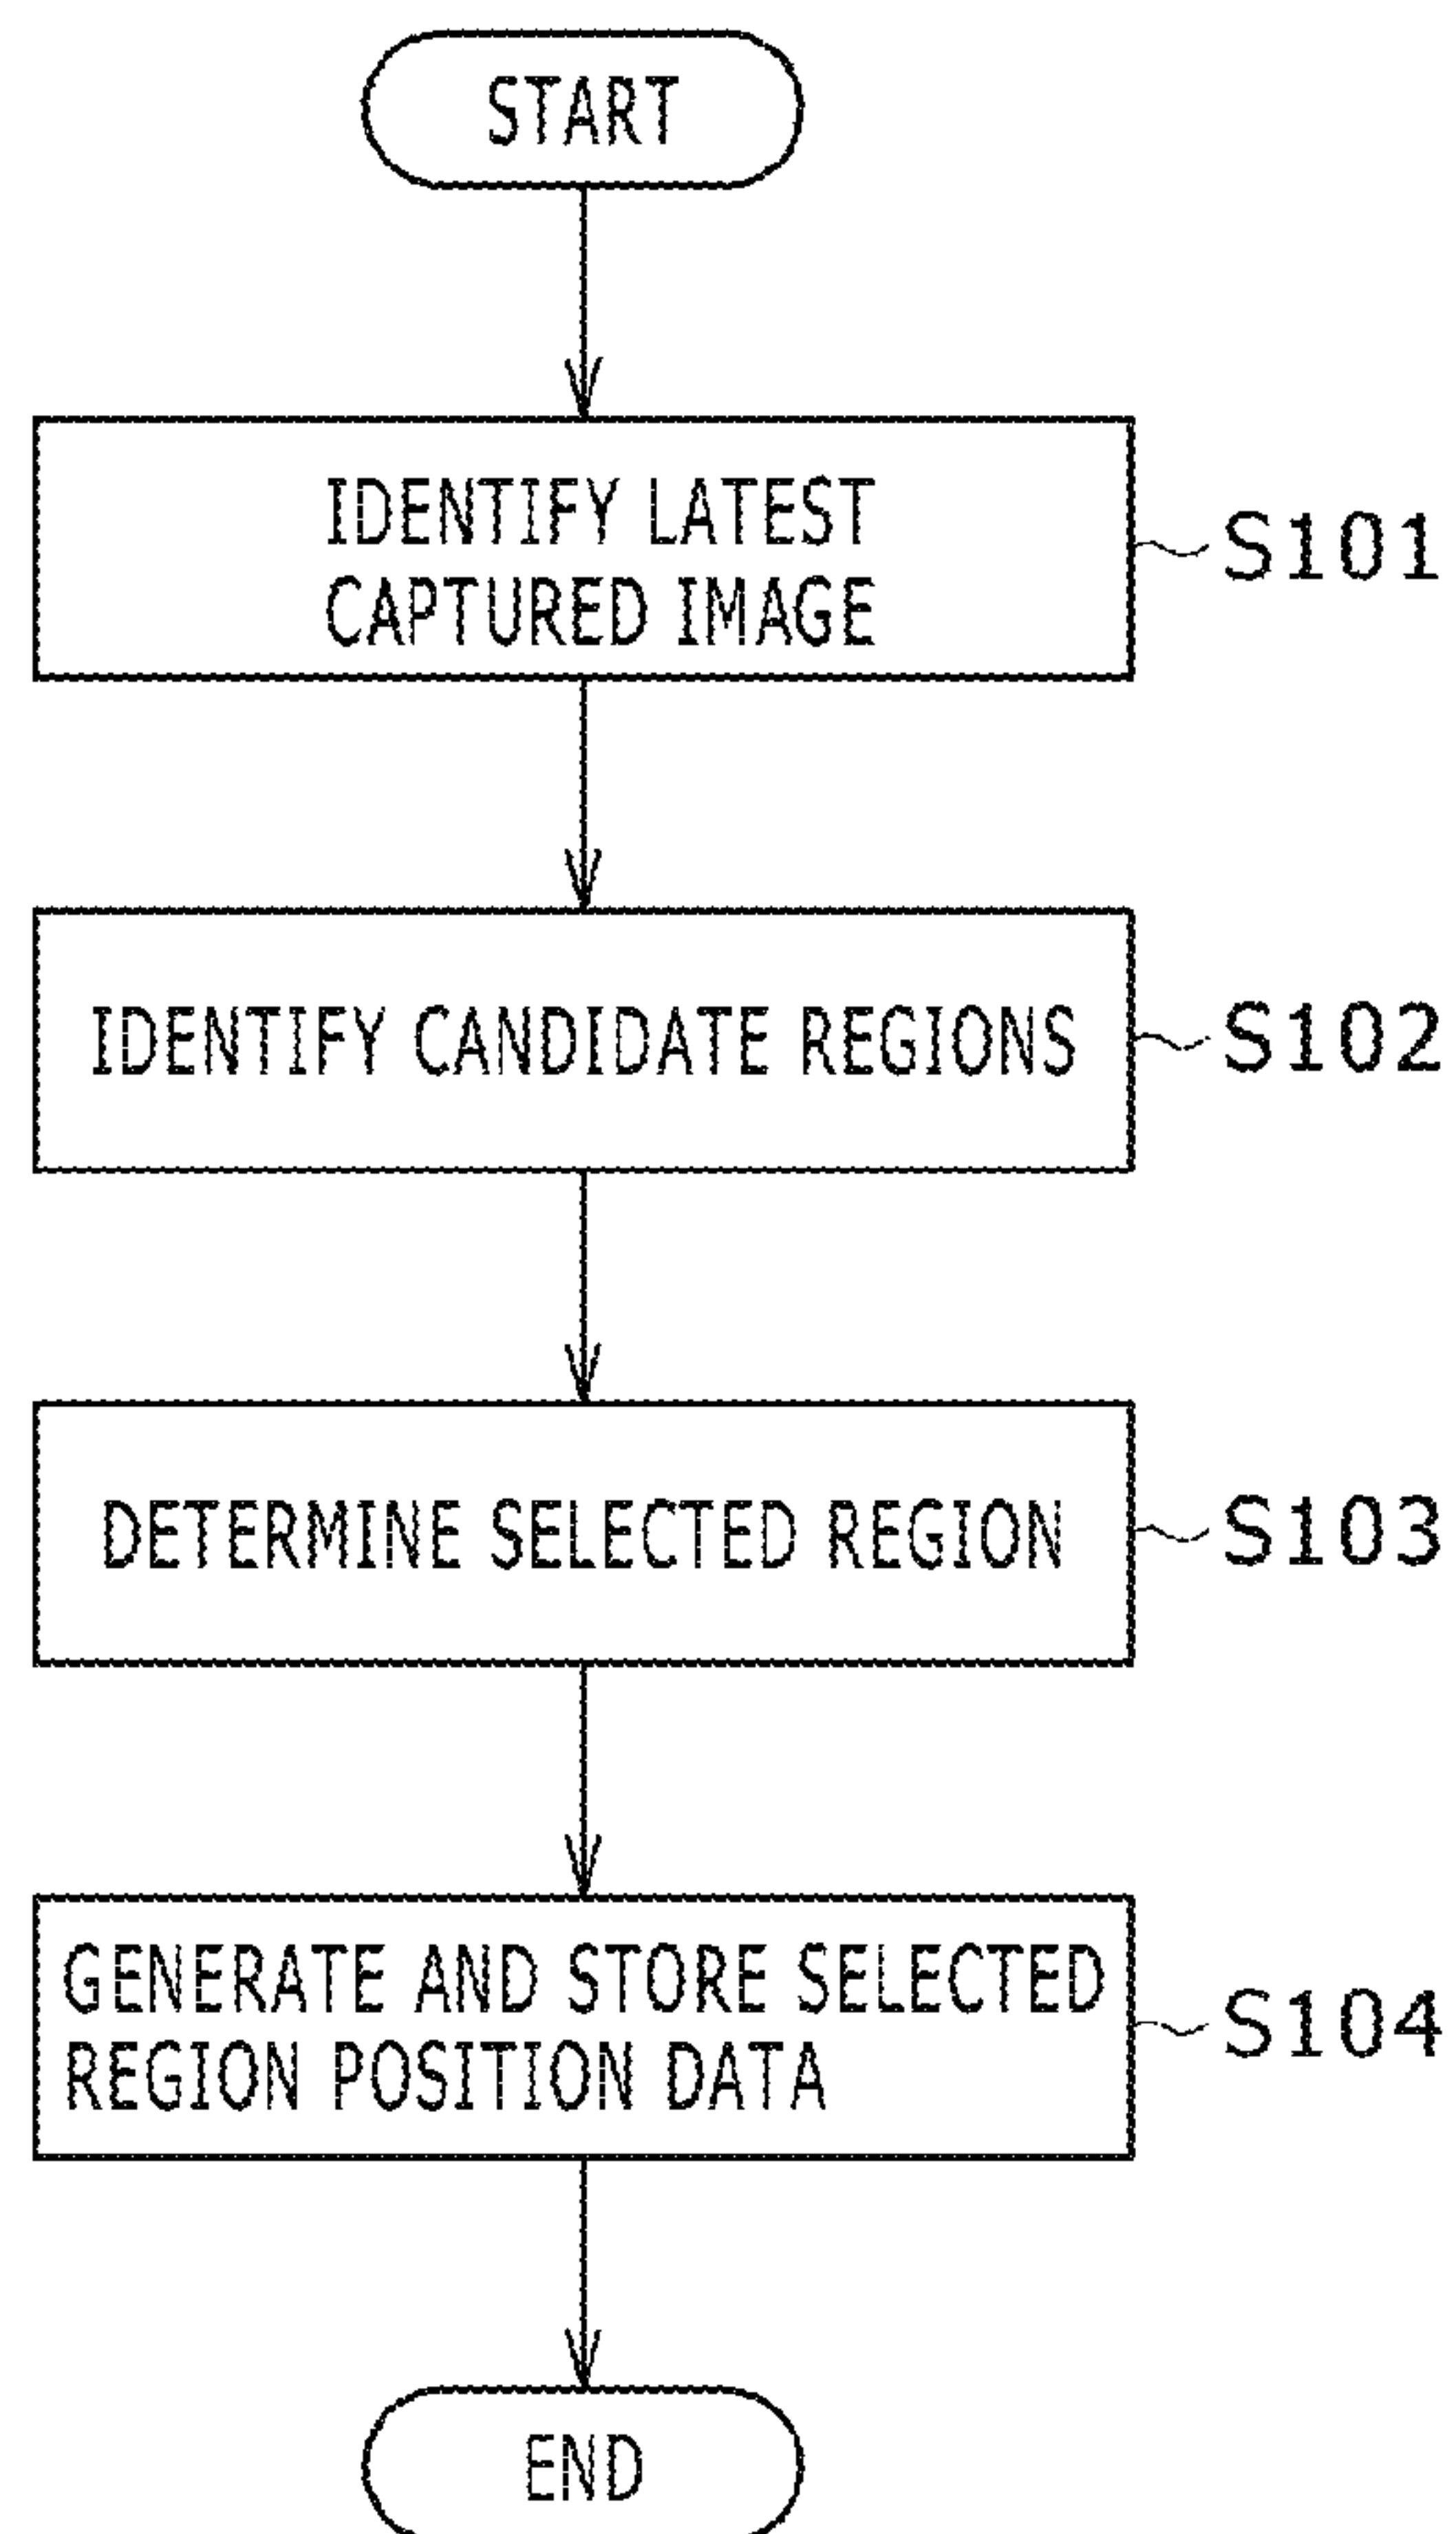 START
IDENTIFY LATEST
CAPTURED IMAGE
S101
IDENTIFY CANDIDATE REGIONS
S102
DETERMINE SELECTED REGION
S103
GENERATE AND STORE SELECTED
REGION POSITION DATA
S104
END